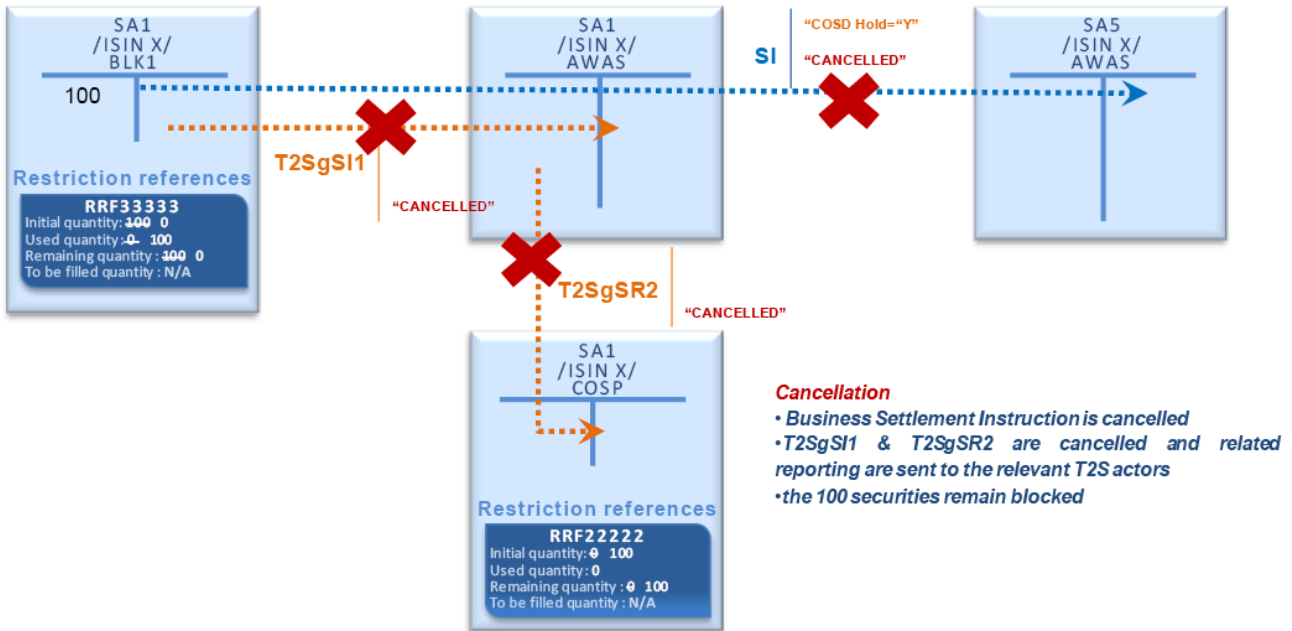 SA1
/ISIN X/
BLK1
100
Restriction references
RRF33333
Initial quantity: 100 0
Used quantity: 0 100
Remaining quantity : 100 0
To be filled quantity : N/A
T2SgSI1
“CANCELLED”
SA1
/ISIN X/
AWAS
SI
“COSD Hold=“Y”
“CANCELLED”
SA5
/ISIN X/
AWAS
T2SgSR2
“CANCELLED”
SA1
/ISIN X/
COSP
Restriction references
RRF22222
Initial quantity: 0 100
Used quantity: 0
Remaining quantity : 0 100
To be filled quantity : N/A
Cancellation
• Business Settlement Instruction is cancelled
•T2SgSI1 & T2SgSR2 are cancelled and related
reporting are sent to the relevant T2S actors
•the 100 securities remain blocked